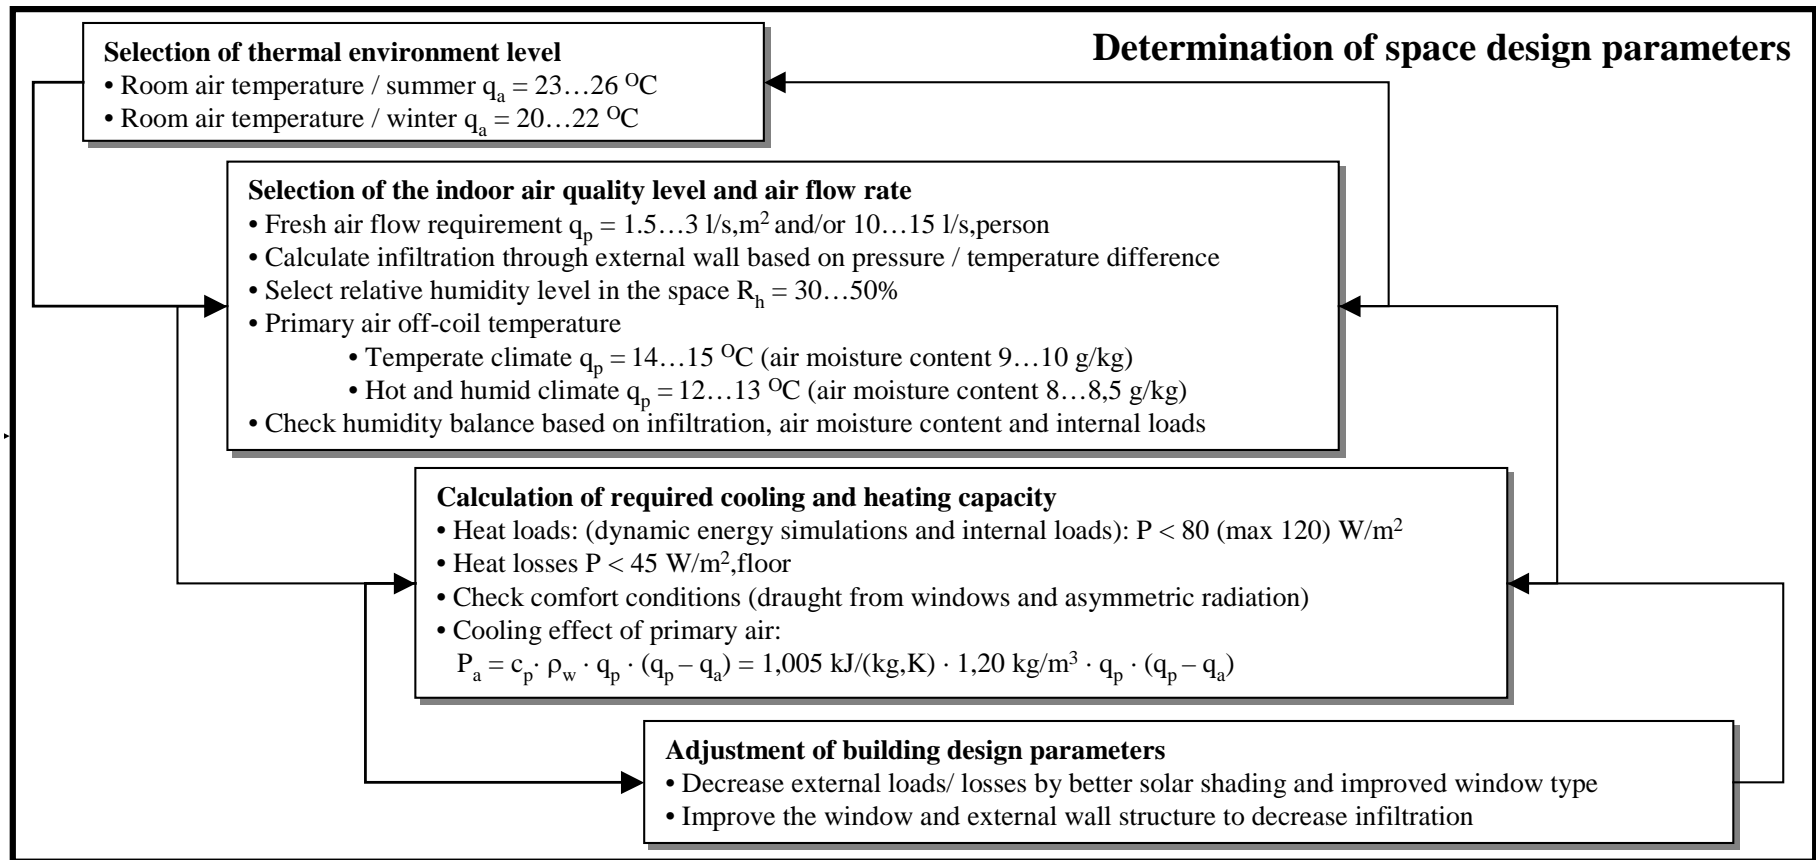 Determination of space design parameters
Selection of thermal environment level
• Room air temperature / summer qₐ = 23…26 ᴼC
• Room air temperature / winter qₐ = 20…22 ᴼC
Selection of the indoor air quality level and air flow rate
• Fresh air flow requirement qₚ = 1.5…3 l/s,m² and/or 10…15 l/s,person
• Calculate infiltration through external wall based on pressure / temperature difference
• Select relative humidity level in the space Rₕ = 30…50%
• Primary air off-coil temperature
• Temperate climate qₚ = 14…15 ᴼC (air moisture content 9…10 g/kg)
• Hot and humid climate qₚ = 12…13 ᴼC (air moisture content 8…8,5 g/kg)
• Check humidity balance based on infiltration, air moisture content and internal loads
Calculation of required cooling and heating capacity
• Heat loads: (dynamic energy simulations and internal loads): P < 80 (max 120) W/m²
• Heat losses P < 45 W/m²,floor
• Check comfort conditions (draught from windows and asymmetric radiation)
• Cooling effect of primary air:
Pₐ = cₚ· ρ_w · qₚ · (qₚ – qₐ) = 1,005 kJ/(kg,K) · 1,20 kg/m³ · qₚ · (qₚ – qₐ)
Adjustment of building design parameters
• Decrease external loads/ losses by better solar shading and improved window type
• Improve the window and external wall structure to decrease infiltration